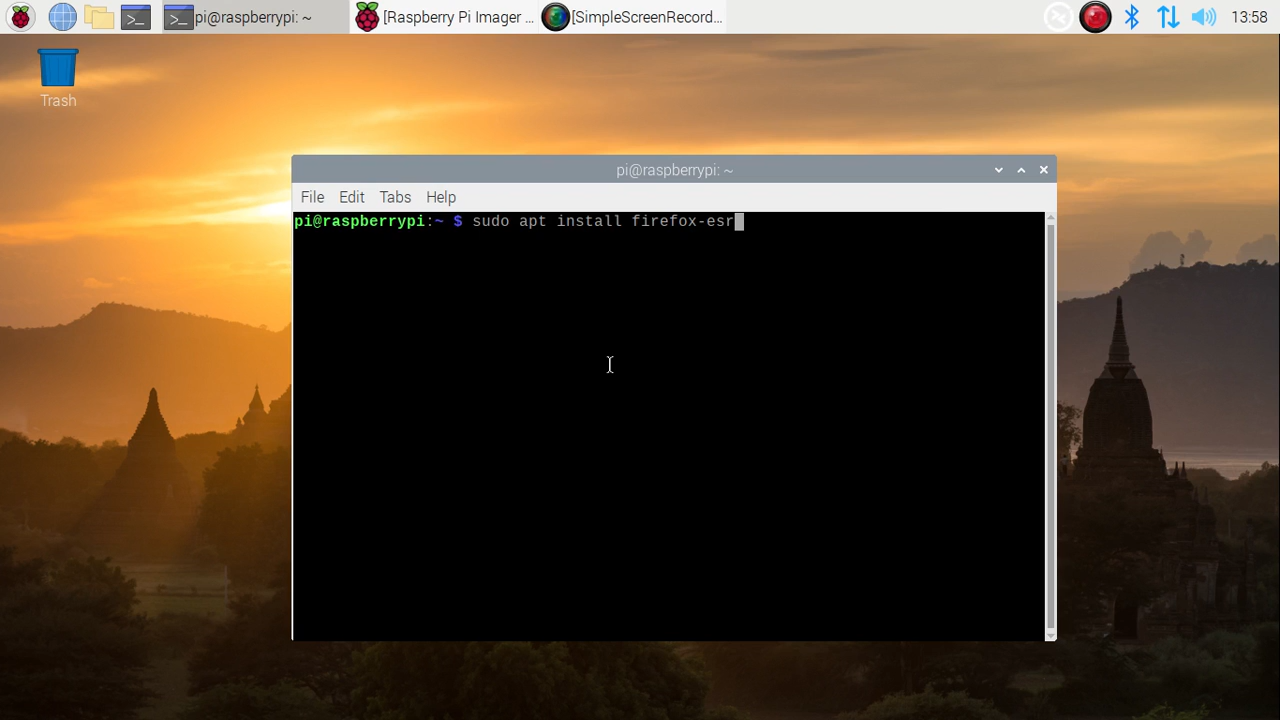 pi@raspberrypi: ~
[Raspberry Pi Imager ...
[SimpleScreenRecord...
13:58
Trash
pi@raspberrypi: ~
File Edit Tabs Help
pi@raspberrypi:~ $ sudo apt install firefox-esr